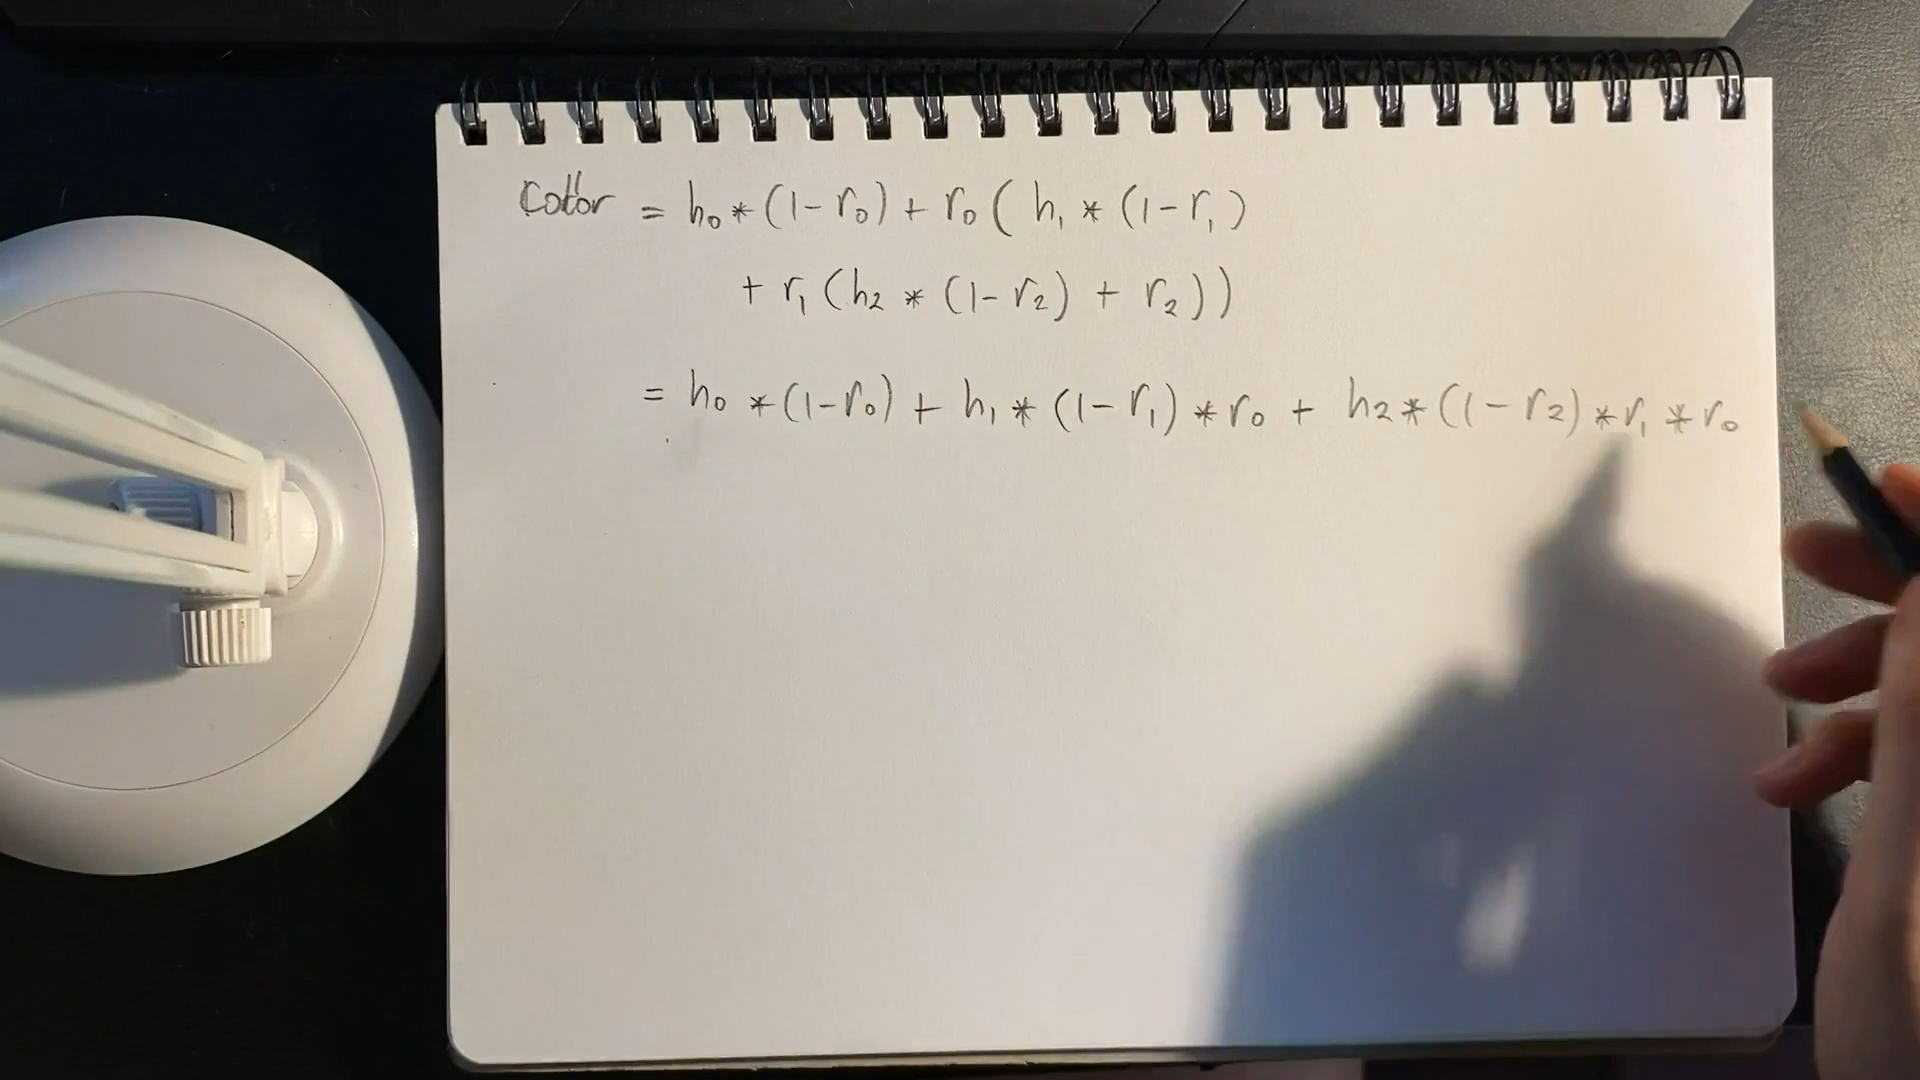 Color = h₀ * (1 - r₀) + r₀ ( h₁ * (1 - r₁)
+ r₁ (h₂ * (1 - r₂) + r₂))
= h₀ * (1 - r₀) + h₁ * (1 - r₁) * r₀ + h₂ * (1 - r₂) * r₁ * r₀